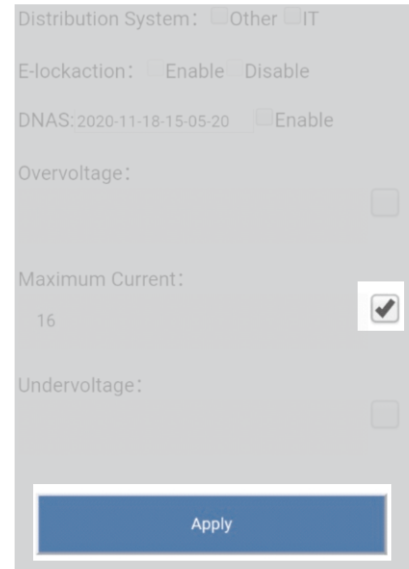 Distribution System： Other IT
E-lockaction： Enable Disable
DNAS: 2020-11-18-15-05-20 Enable
Overvoltage：
Maximum Current：
16
Undervoltage：
Apply